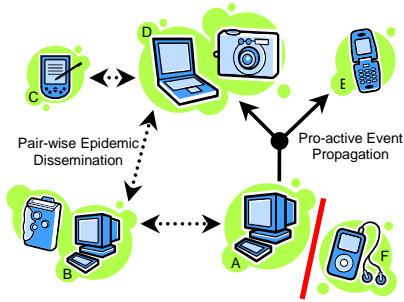 D
E
C
Pair-wise Epidemic
Dissemination
Pro-active Event
Propagation
B
A
F